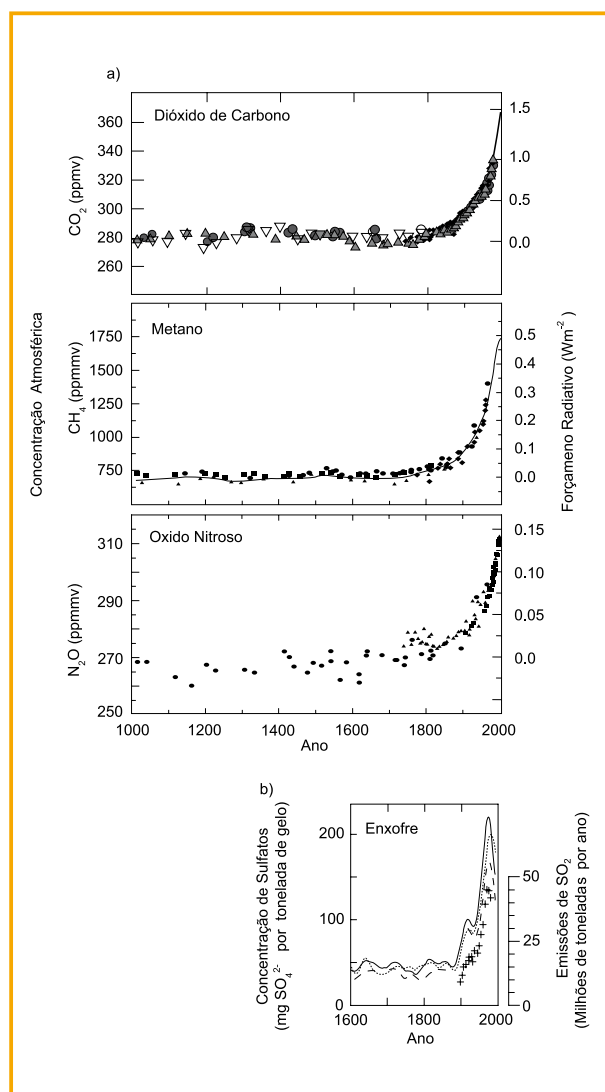 a)
Concentração Atmosférica
Forçameno Radiativo (Wm-2)
Dióxido de Carbono
CO2 (ppmv)
360
340
320
300
280
260
1.5
1.0
0.5
0.0
Metano
CH4 (ppmmv)
1750
1500
1250
1000
750
0.5
0.4
0.3
0.2
0.1
0.0
Oxido Nitroso
N2O (ppmmv)
310
290
270
250
0.15
0.10
0.05
0.0
1000 1200 1400 1600 1800 2000
Ano
b)
Enxofre
Concentração de Sulfatos
(mg SO4 2- por tonelada de gelo)
200
100
50
0
50
25
0
Emissões de SO2
(Milhões de toneladas por ano)
1600 1700 1800 1900 2000
Ano